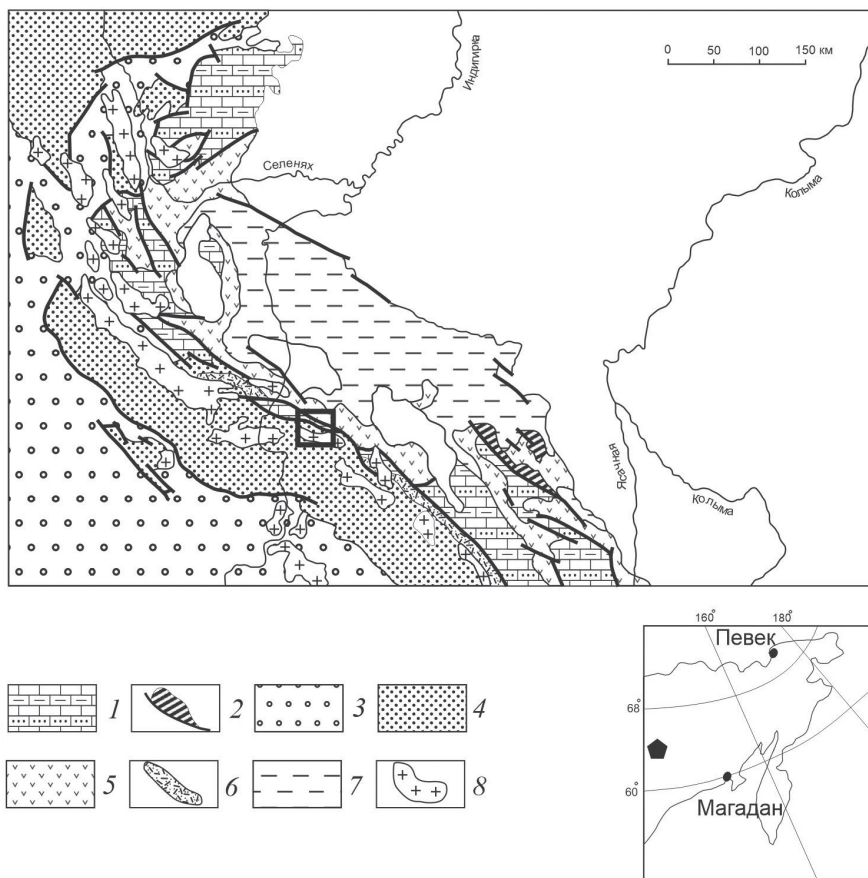 0 50 100 150 км
Индигирка
Селенях
Колыма
Ясачная
Колыма
1
2
3
4
5
6
7
8
160° 180°
Певек
68°
60°
Магадан